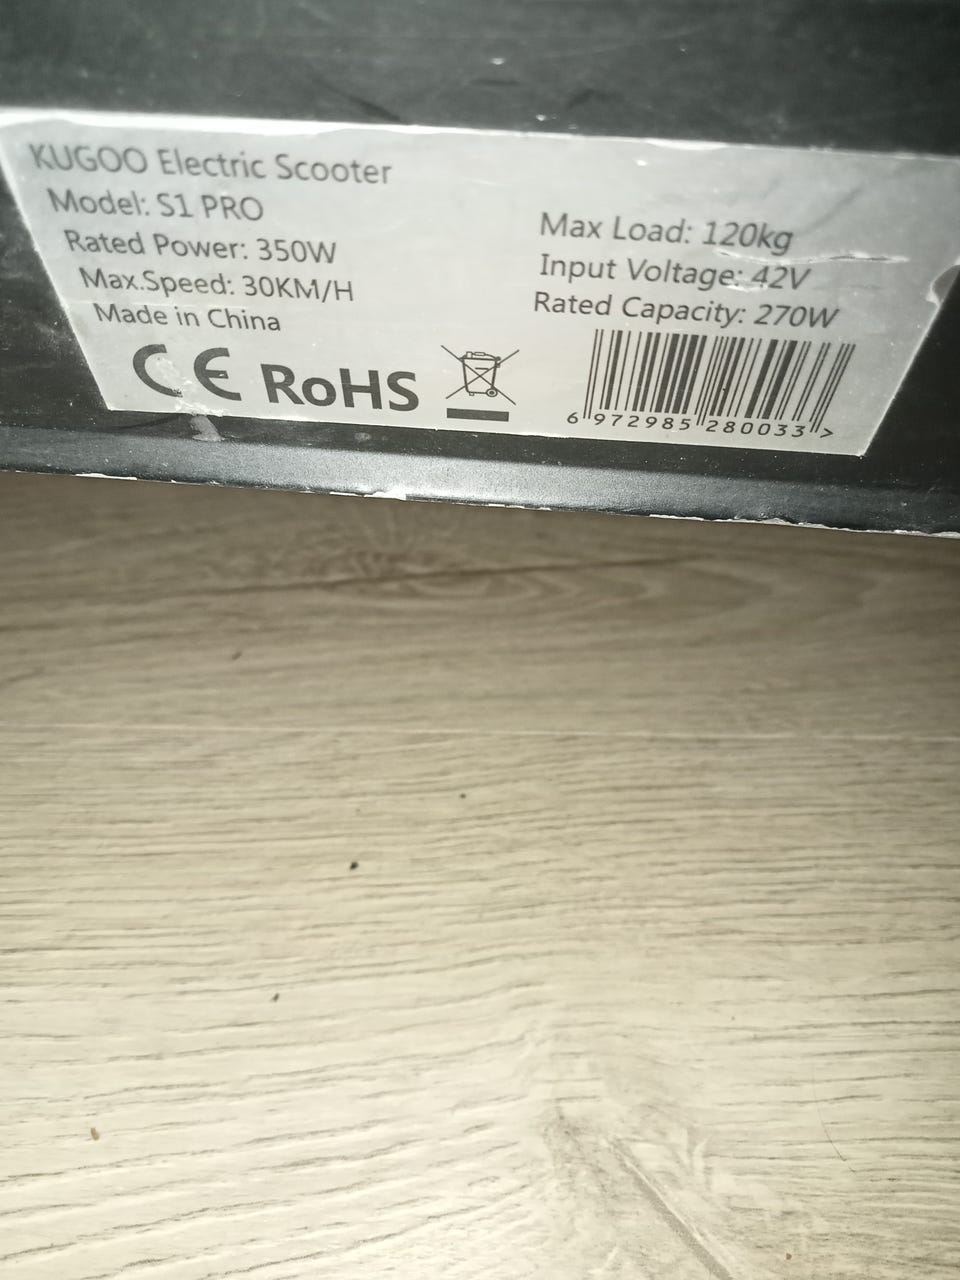 KUGOO Electric Scooter
Model: S1 PRO
Rated Power: 350W
Max.Speed: 30KM/H
Made in China
CE RoHS
Max Load: 120kg
Input Voltage: 42V
Rated Capacity: 270W
6 972985 280033 >